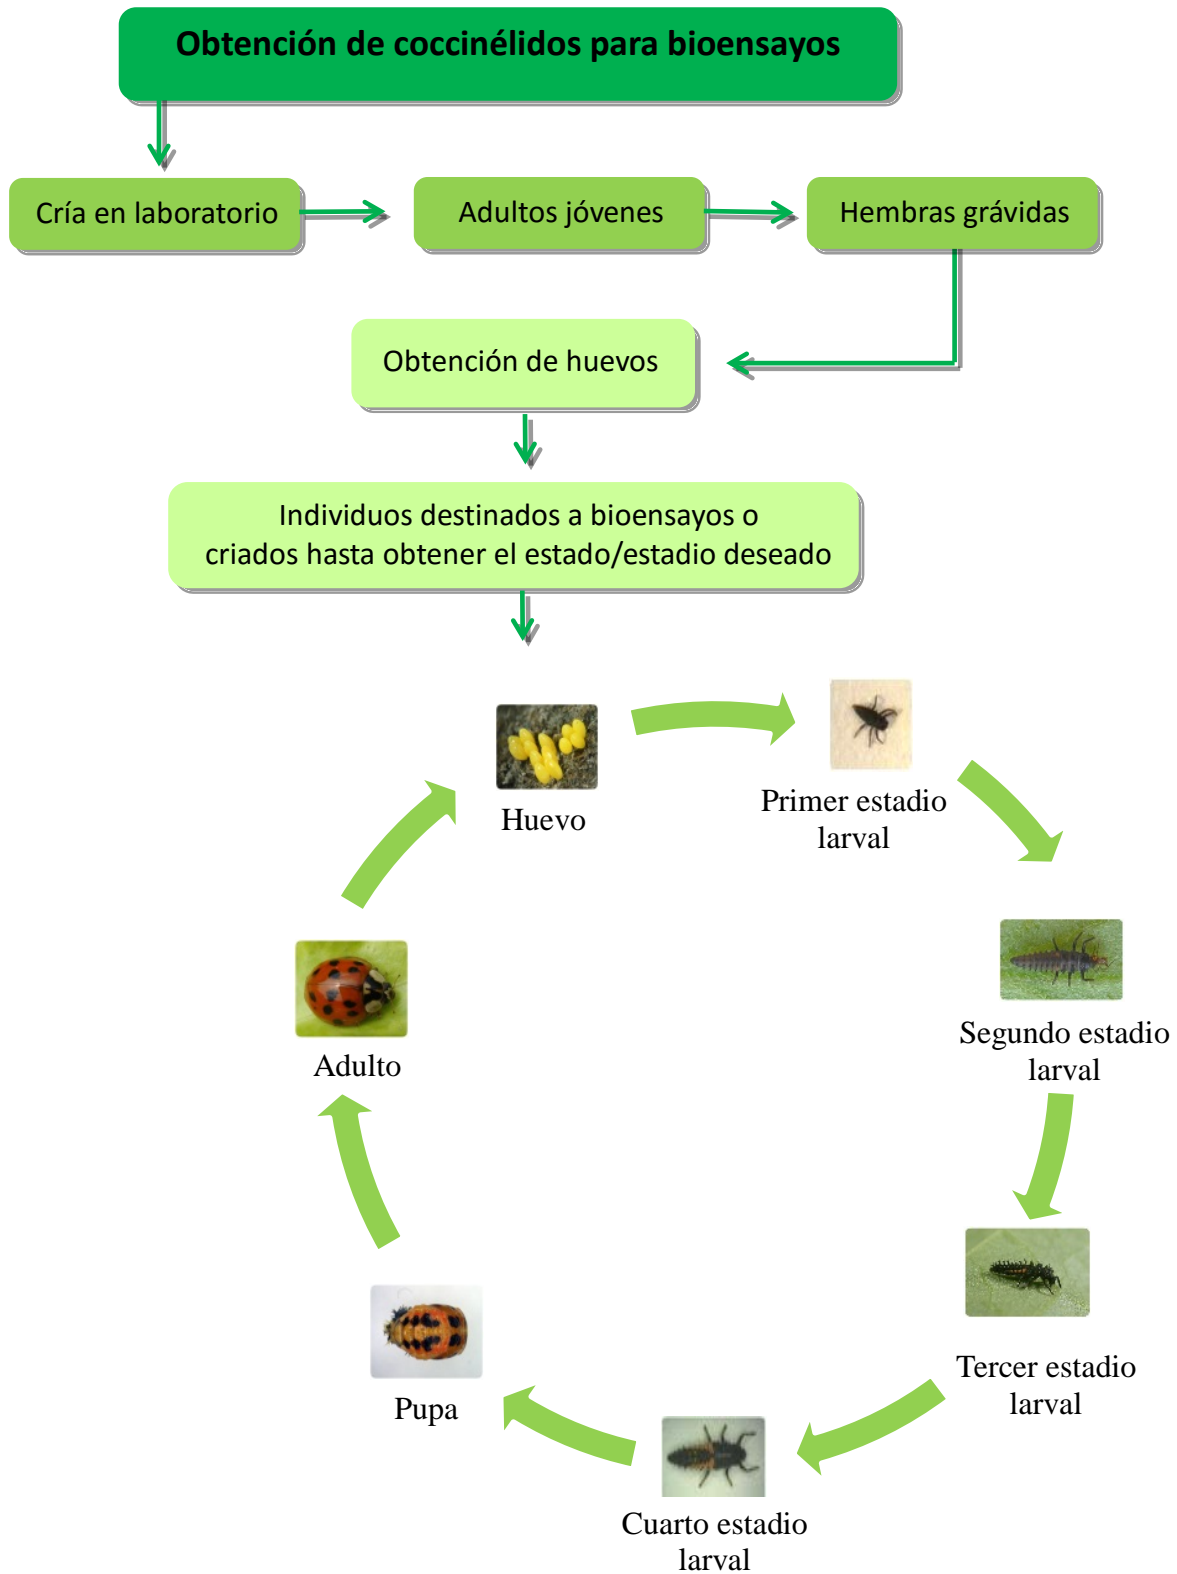 Obtención de coccinélidos para bioensayos
Cría en laboratorio
Adultos jóvenes
Hembras grávidas
Obtención de huevos
Individuos destinados a bioensayos o
criados hasta obtener el estado/estadio deseado
Huevo
Primer estadio
larval
Segundo estadio
larval
Tercer estadio
larval
Cuarto estadio
larval
Pupa
Adulto